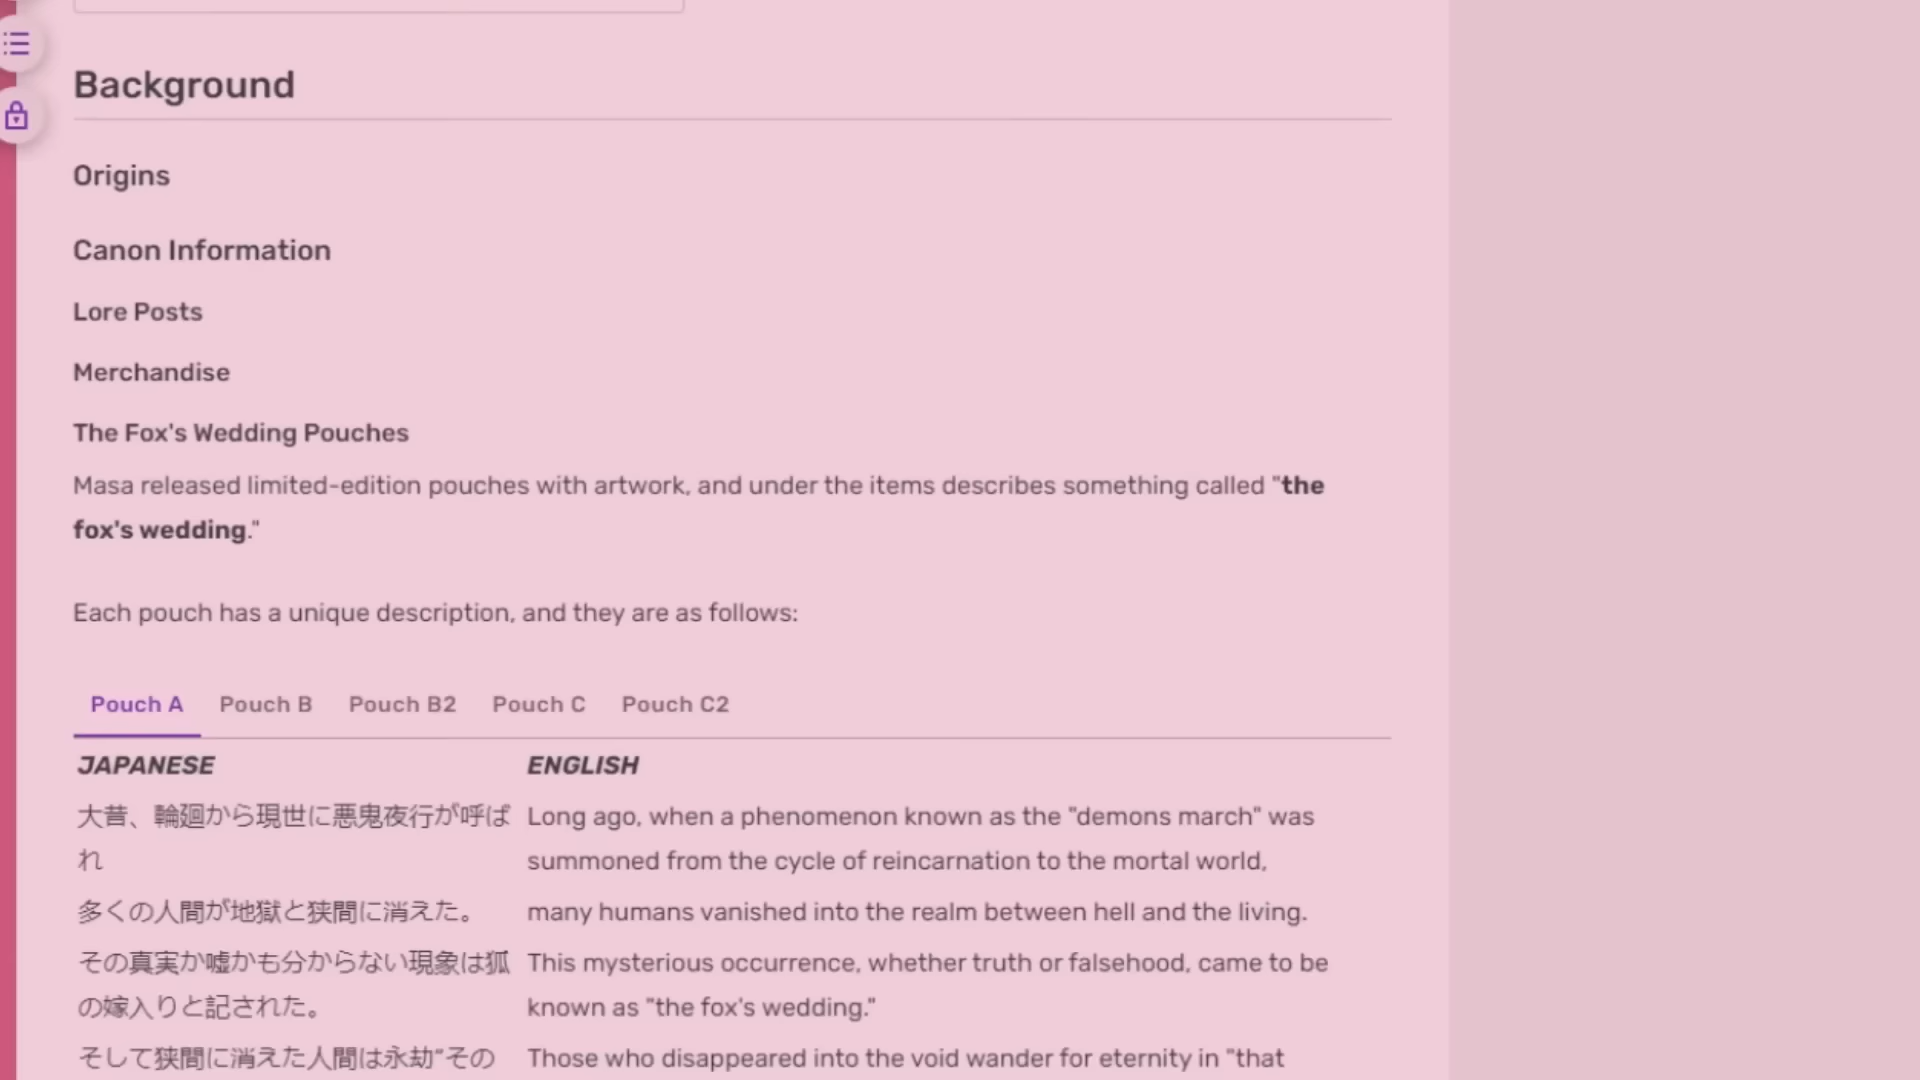 Background
Origins
Canon Information
Lore Posts
Merchandise
The Fox's Wedding Pouches
Masa released limited-edition pouches with artwork, and under the items describes something called "the
fox's wedding."
Each pouch has a unique description, and they are as follows:
Pouch A Pouch B Pouch B2 Pouch C Pouch C2
JAPANESE ENGLISH
大昔、輪廻から現世に悪鬼夜行が呼ば
れ
Long ago, when a phenomenon known as the "demons march" was
summoned from the cycle of reincarnation to the mortal world,
多くの人間が地獄と狭間に消えた。
many humans vanished into the realm between hell and the living.
その真実か嘘かも分からない現象は狐
の嫁入りと記された。
This mysterious occurrence, whether truth or falsehood, came to be
known as "the fox's wedding."
そして狭間に消えた人間は永劫“その
Those who disappeared into the void wander for eternity in "that